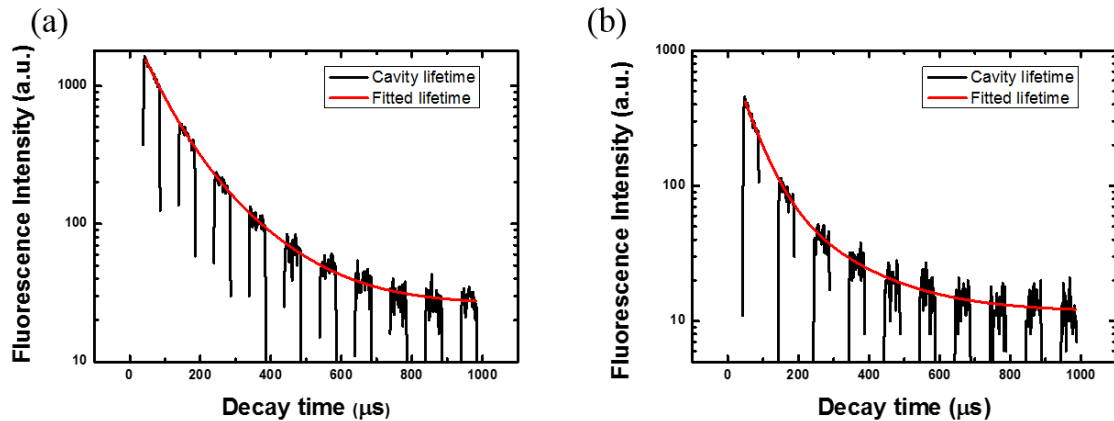 (a)
Fluorescence Intensity (a.u.)
1000
100
10
Cavity lifetime
Fitted lifetime
0 200 400 600 800 1000
Decay time (μs)
(b)
Fluorescence Intensity (a.u.)
1000
100
10
Cavity lifetime
Fitted lifetime
0 200 400 600 800 1000
Decay time (μs)